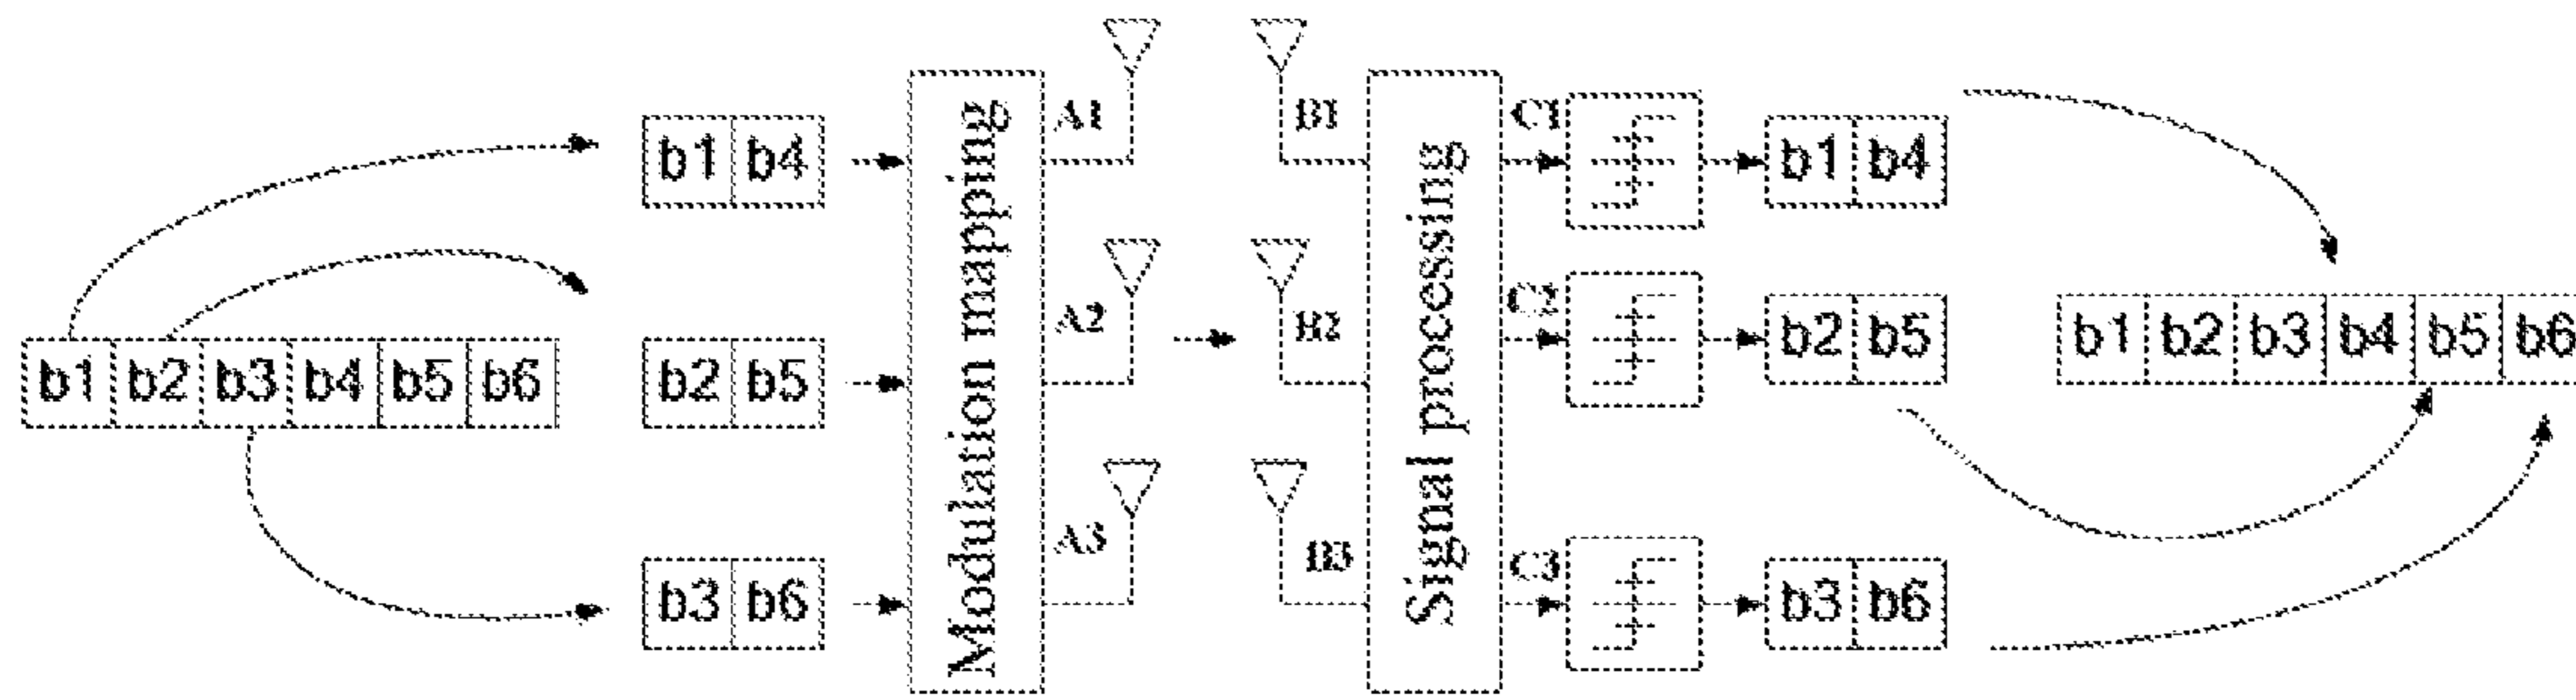 b1 b2 b3 b4 b5 b6
b1 b4
b2 b5
b3 b6
Modulation mapping
A1
A2
A3
B1
B2
B3
Signal processing
C1
C2
C3
b1 b4
b2 b5
b3 b6
b1 b2 b3 b4 b5 b6